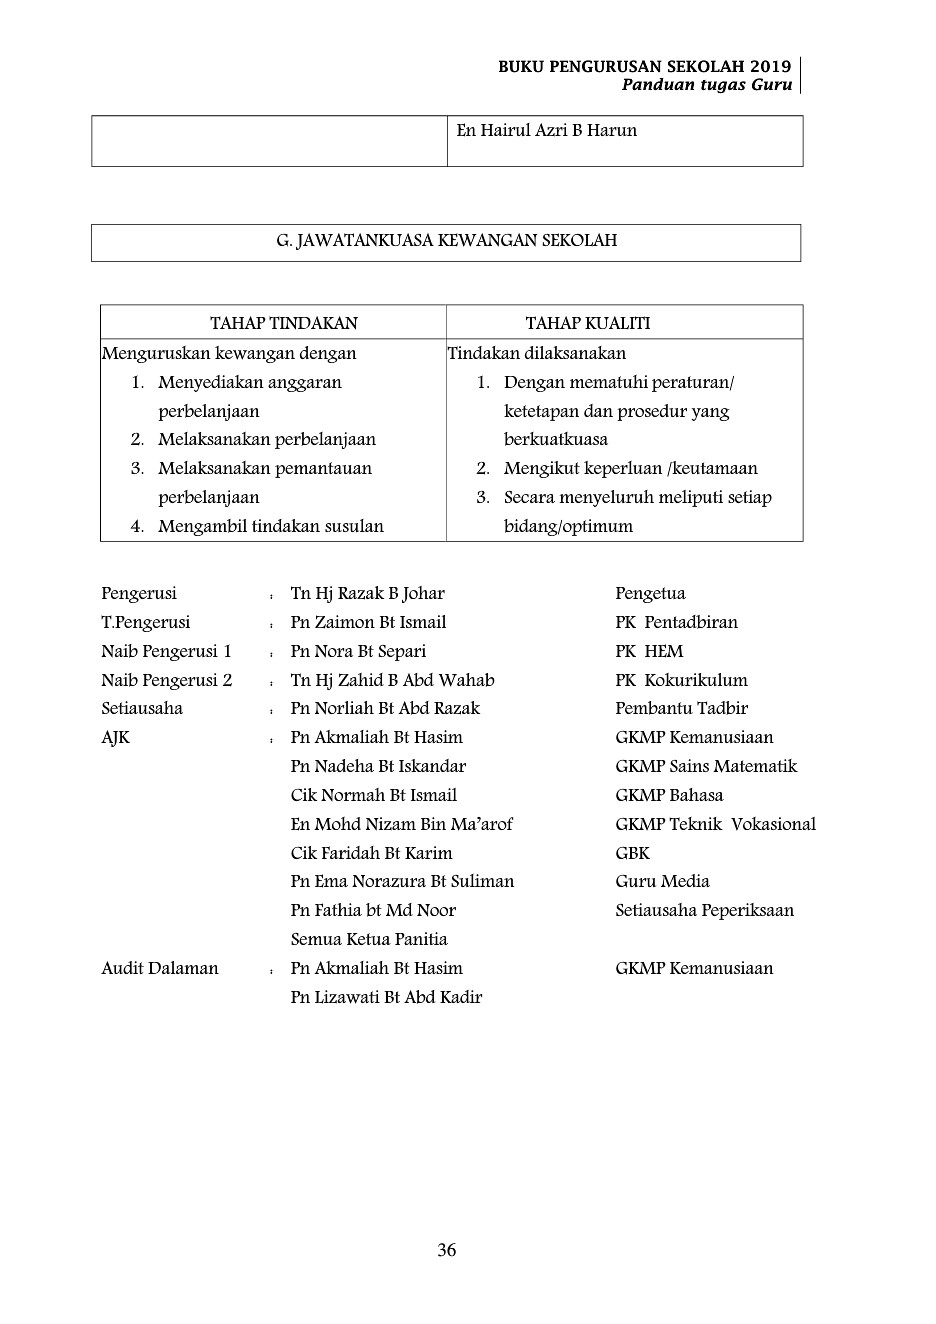 BUKU PENGURUSAN SEKOLAH 2019
Panduan tugas Guru
En Hairul Azri B Harun
G. JAWATANKUASA KEWANGAN SEKOLAH
TAHAP TINDAKAN
Menguruskan kewangan dengan
1. Menyediakan anggaran
perbelanjaan
2. Melaksanakan perbelanjaan
3. Melaksanakan pemantauan
perbelanjaan
4. Mengambil tindakan susulan
TAHAP KUALITI
Tindakan dilaksanakan
1. Dengan mematuhi peraturan/
ketetapan dan prosedur yang
berkuatkuasa
2. Mengikut keperluan /keutamaan
3. Secara menyeluruh meliputi setiap
bidang/optimum
Pengerusi : Tn Hj Razak B Johar Pengetua
T.Pengerusi : Pn Zaimon Bt Ismail PK Pentadbiran
Naib Pengerusi 1 : Pn Nora Bt Separi PK HEM
Naib Pengerusi 2 : Tn Hj Zahid B Abd Wahab PK Kokurikulum
Setiausaha : Pn Norliah Bt Abd Razak Pembantu Tadbir
AJK : Pn Akmaliah Bt Hasim GKMP Kemanusiaan
Pn Nadeha Bt Iskandar GKMP Sains Matematik
Cik Normah Bt Ismail GKMP Bahasa
En Mohd Nizam Bin Ma’arof GKMP Teknik Vokasional
Cik Faridah Bt Karim GBK
Pn Ema Norazura Bt Suliman Guru Media
Pn Fathia bt Md Noor Setiausaha Peperiksaan
Semua Ketua Panitia
Audit Dalaman : Pn Akmaliah Bt Hasim GKMP Kemanusiaan
Pn Lizawati Bt Abd Kadir
36